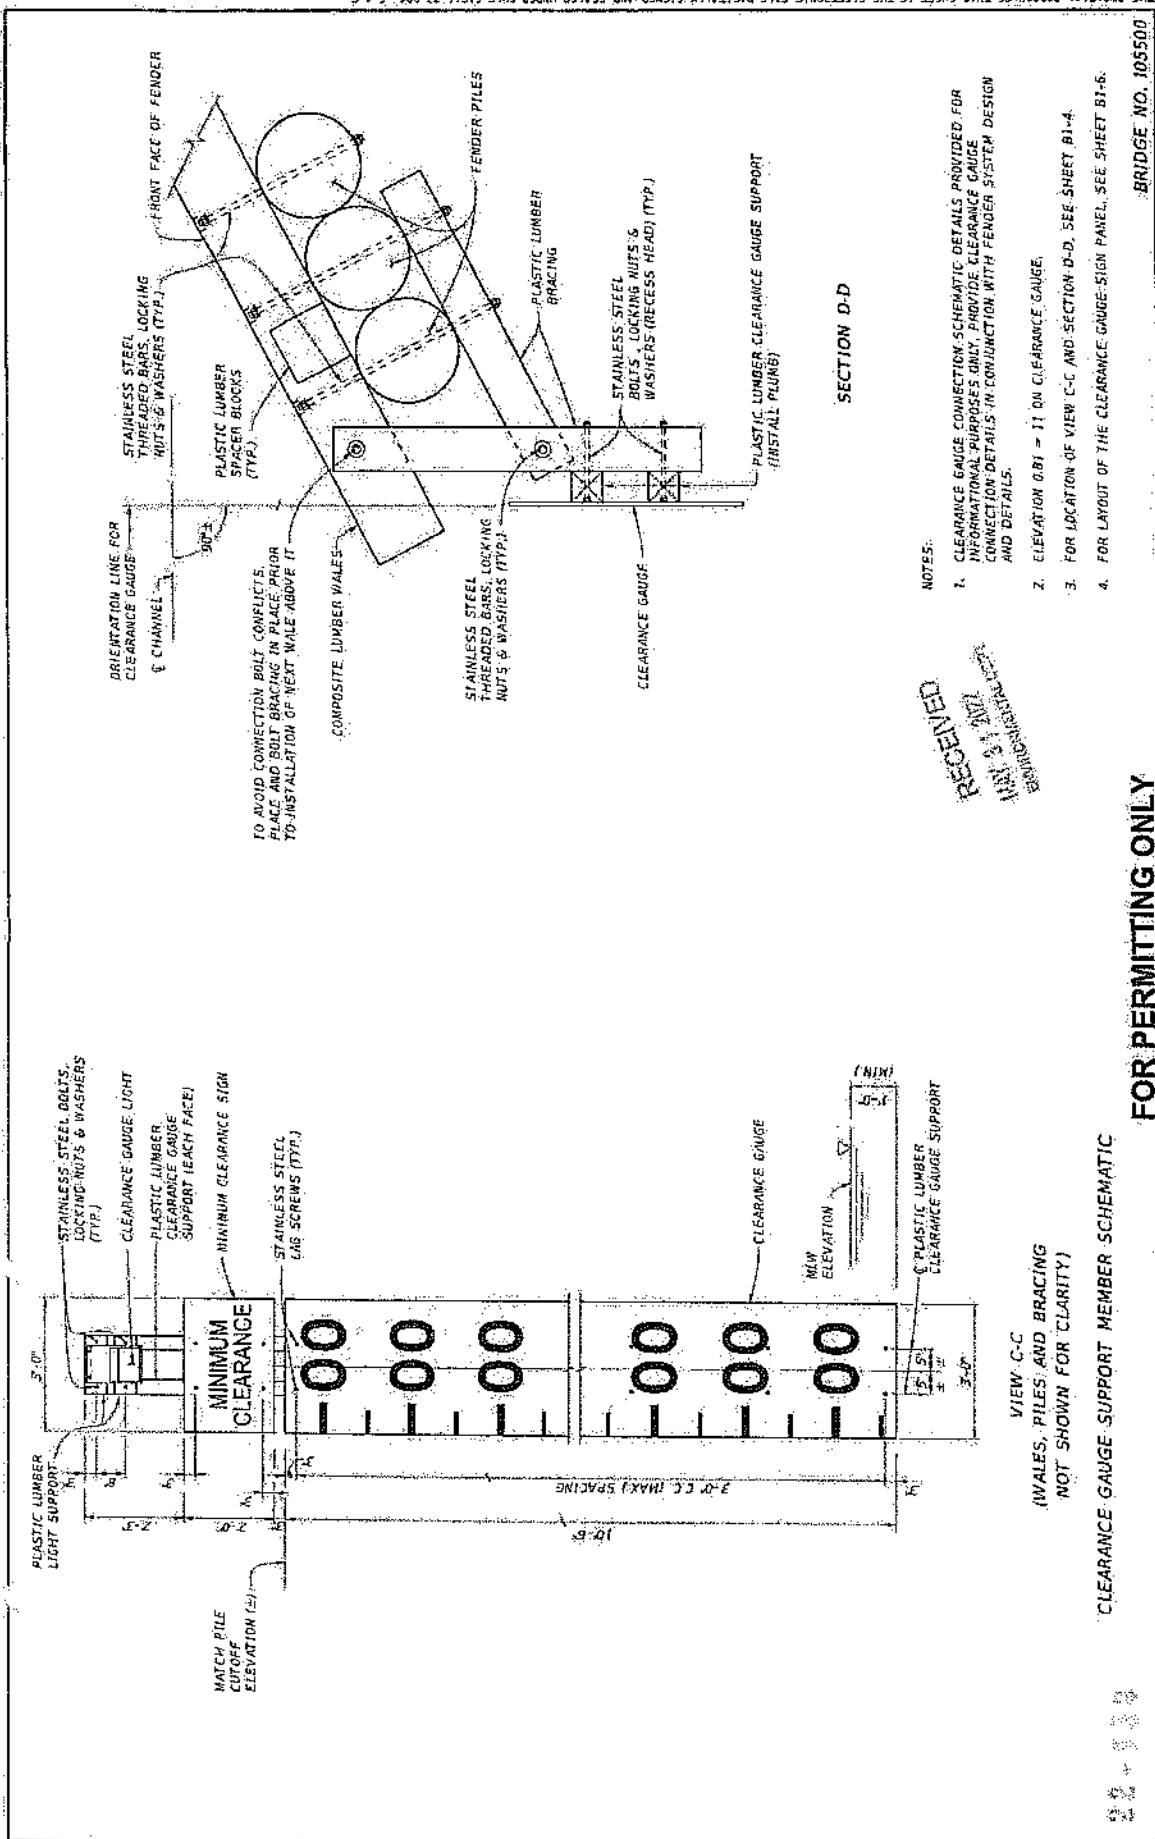 PLASTIC LUMBER
LIGHT SUPPORT
3'-0"
STAINLESS STEEL BOLTS,
LOCKING NUTS & WASHERS
(TYP.)
CLEARANCE GAUGE LIGHT
PLASTIC LUMBER
CLEARANCE GAUGE
SUPPORT (EACH FACE)
MINIMUM CLEARANCE SIGN
STAINLESS STEEL
LAG SCREWS (TYP.)
2'-3"
2'-0"
MATCH PILE
CUTOFF
ELEVATION (±)
MINIMUM
CLEARANCE
00
00
00
00
00
00
3'-0" C.C. (MAX.) SPACING
10'-6"
CLEARANCE GAUGE
MLW
ELEVATION
1'-0"
(MIN.)
℄ PLASTIC LUMBER
CLEARANCE GAUGE SUPPORT
5"
5"
3'-0"
VIEW C-C
(WALES, PILES AND BRACING
NOT SHOWN FOR CLARITY)
CLEARANCE GAUGE SUPPORT MEMBER SCHEMATIC
ORIENTATION LINE FOR
CLEARANCE GAUGE
℄ CHANNEL
90°±
STAINLESS STEEL
THREADED BARS, LOCKING
NUTS & WASHERS (TYP.)
FRONT FACE OF FENDER
PLASTIC LUMBER
SPACER BLOCKS
(TYP.)
TO AVOID CONNECTION BOLT CONFLICTS,
PLACE AND BOLT BRACING IN PLACE PRIOR
TO INSTALLATION OF NEXT WALE ABOVE IT
COMPOSITE LUMBER WALES
FENDER PILES
PLASTIC LUMBER
BRACING
STAINLESS STEEL
BOLTS, LOCKING NUTS &
WASHERS (RECESS HEAD) (TYP.)
STAINLESS STEEL
THREADED BARS, LOCKING
NUTS & WASHERS (TYP.)
PLASTIC LUMBER CLEARANCE GAUGE SUPPORT
(INSTALL PLUMB)
CLEARANCE GAUGE
SECTION D-D
NOTES:
1. CLEARANCE GAUGE CONNECTION SCHEMATIC DETAILS PROVIDED FOR
INFORMATIONAL PURPOSES ONLY. PROVIDE CLEARANCE GAUGE
CONNECTION DETAILS IN CONJUNCTION WITH FENDER SYSTEM DESIGN
AND DETAILS.
2. ELEVATION 0.81 = 11 ON CLEARANCE GAUGE.
3. FOR LOCATION OF VIEW C-C AND SECTION D-D, SEE SHEET B1-4.
4. FOR LAYOUT OF THE CLEARANCE GAUGE SIGN PANEL, SEE SHEET B1-6.
RECEIVED
FOR PERMITTING ONLY
BRIDGE NO. 105500